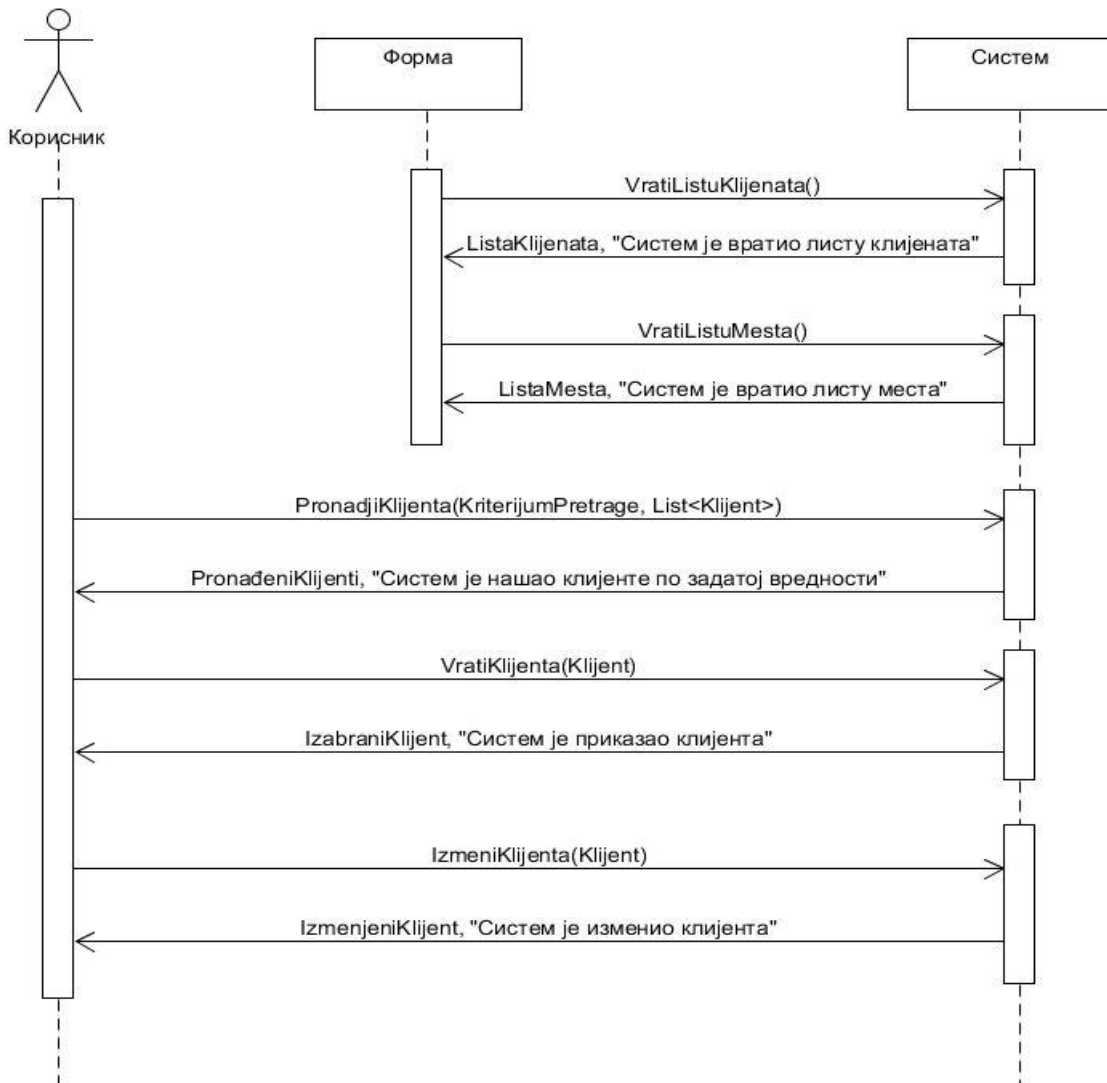 Форма
Систем
Корисник
VratiListuKlijenata()
ListaKlijenata, "Систем је вратио листу клијената"
VratiListuMesta()
ListaMesta, "Систем је вратио листу места"
PronadjiKlijenta(KriterijumPretrage, List<Klijent>)
PronađeniKlijenti, "Систем је нашао клијенте по задатој вредности"
VratiKlijenta(Klijent)
IzabraniKlijent, "Систем је приказао клијента"
IzmeniKlijenta(Klijent)
IzmenjeniKlijent, "Систем је изменио клијента"